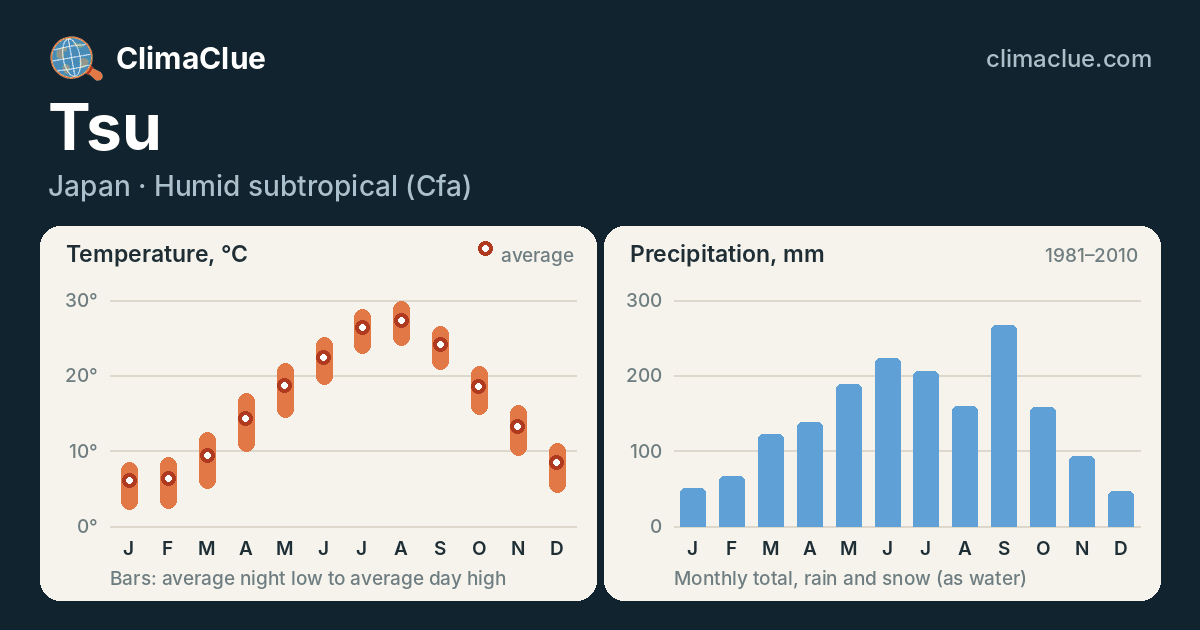 ClimaClue
climaclue.com
Tsu
Japan · Humid subtropical (Cfa)
Temperature, °C
average
30°
20°
10°
0°
J F M A M J J A S O N D
Bars: average night low to average day high
Precipitation, mm
1981–2010
300
200
100
0
J F M A M J J A S O N D
Monthly total, rain and snow (as water)